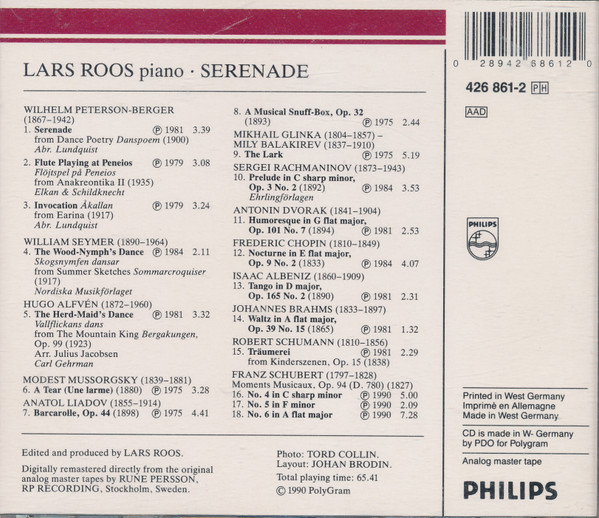 LARS ROOS piano · SERENADE
WILHELM PETERSON-BERGER
(1867–1942)
1. Serenade Ⓟ 1981 3.39
from Dance Poetry Danspoem (1900)
Abr. Lundquist
2. Flute Playing at Peneios Ⓟ 1979 3.08
Flöjtspel på Peneios
from Anakreontika II (1935)
Elkan & Schildknecht
3. Invocation Åkallan Ⓟ 1979 3.24
from Earina (1917)
Abr. Lundquist
WILLIAM SEYMER (1890–1964)
4. The Wood-Nymph's Dance Ⓟ 1984 2.11
Skogsnymfen dansar
from Summer Sketches Sommarcroquiser
(1917)
Nordiska Musikförlaget
HUGO ALFVÉN (1872–1960)
5. The Herd-Maid's Dance Ⓟ 1981 3.32
Vallflickans dans
from The Mountain King Bergakungen,
Op. 99 (1923)
Arr. Julius Jacobsen
Carl Gehrman
MODEST MUSSORGSKY (1839–1881)
6. A Tear (Une larme) (1880) Ⓟ 1975 3.28
ANATOL LIADOV (1855–1914)
7. Barcarolle, Op. 44 (1898) Ⓟ 1975 4.41
8. A Musical Snuff-Box, Op. 32
(1893) Ⓟ 1975 2.44
MIKHAIL GLINKA (1804–1857) –
MILY BALAKIREV (1837–1910)
9. The Lark Ⓟ 1975 5.19
SERGEI RACHMANINOV (1873–1943)
10. Prelude in C sharp minor,
Op. 3 No. 2 (1892) Ⓟ 1984 3.53
Ehrlingförlagen
ANTONIN DVORAK (1841–1904)
11. Humoresque in G flat major,
Op. 101 No. 7 (1894) Ⓟ 1981 2.53
FREDERIC CHOPIN (1810–1849)
12. Nocturne in E flat major,
Op. 9 No. 2 (1833) Ⓟ 1984 4.07
ISAAC ALBENIZ (1860–1909)
13. Tango in D major,
Op. 165 No. 2 (1890) Ⓟ 1981 2.31
JOHANNES BRAHMS (1833–1897)
14. Waltz in A flat major,
Op. 39 No. 15 (1865) Ⓟ 1981 1.32
ROBERT SCHUMANN (1810–1856)
15. Träumerei Ⓟ 1981 2.29
from Kinderszenen, Op. 15 (1838)
FRANZ SCHUBERT (1797–1828)
Moments Musicaux, Op. 94 (D. 780) (1827)
16. No. 4 in C sharp minor Ⓟ 1990 5.00
17. No. 5 in F minor Ⓟ 1990 2.09
18. No. 6 in A flat major Ⓟ 1990 7.28
Edited and produced by LARS ROOS.
Digitally remastered directly from the original
analog master tapes by RUNE PERSSON,
RP RECORDING, Stockholm, Sweden.
Photo: TORD COLLIN.
Layout: JOHAN BRODIN.
Total playing time: 65.41
© 1990 PolyGram
0 28942 68612 0
426 861-2 PH
AAD
PHILIPS
Printed in West Germany
Imprimé en Allemagne
Made in West Germany
CD is made in W- Germany
by PDO for Polygram
Analog master tape
PHILIPS